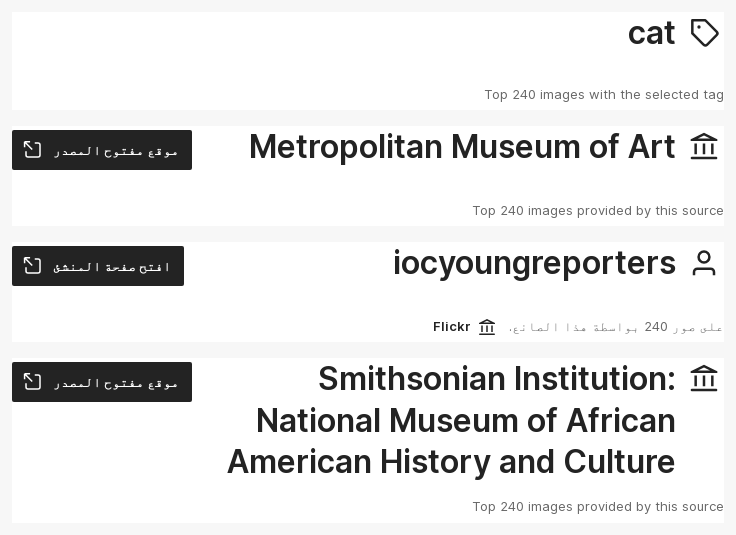 cat
Top 240 images with the selected tag
Metropolitan Museum of Art
موقع مفتوح المصدر
Top 240 images provided by this source
iocyoungreporters
افتح صفحة المنشئ
على صور 240 بواسطة هذا الصانع.
Flickr
Smithsonian Institution:
National Museum of African
American History and Culture
موقع مفتوح المصدر
Top 240 images provided by this source